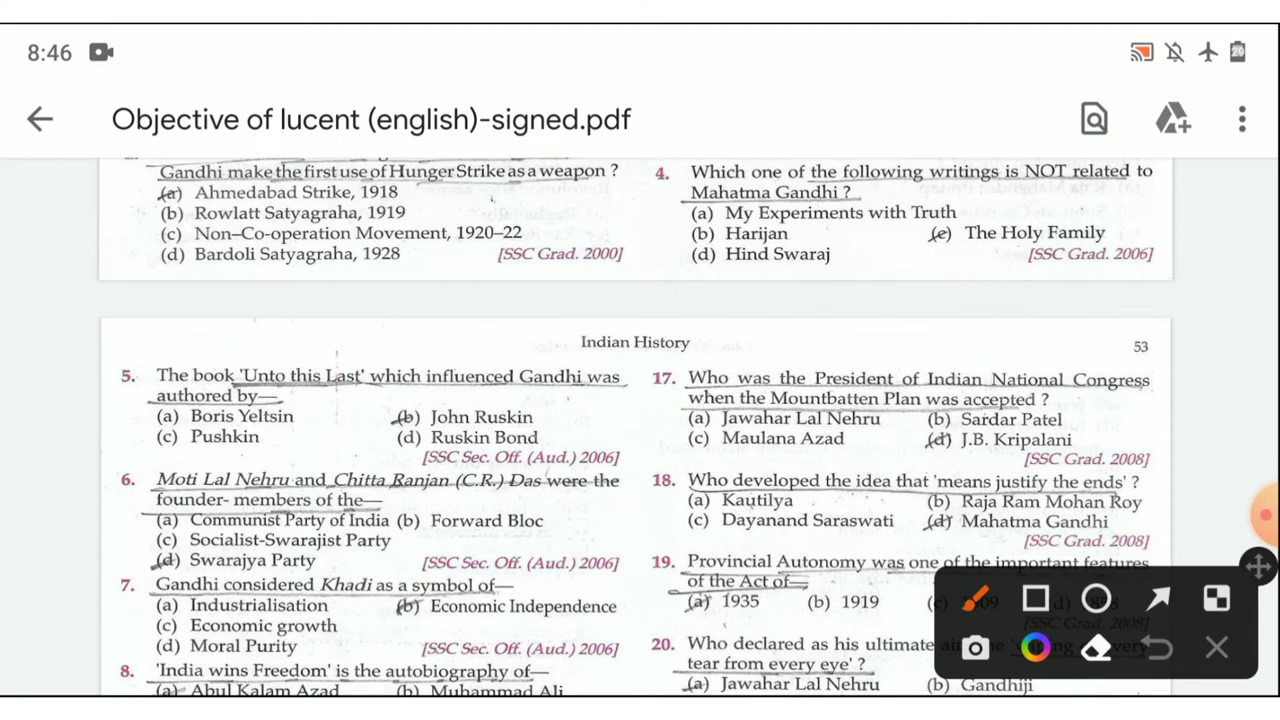 8:46
29
Objective of lucent (english)-signed.pdf
Gandhi make the first use of Hunger Strike as a weapon ?
(a) Ahmedabad Strike, 1918
(b) Rowlatt Satyagraha, 1919
(c) Non–Co-operation Movement, 1920–22
(d) Bardoli Satyagraha, 1928 [SSC Grad. 2000]
4. Which one of the following writings is NOT related to
Mahatma Gandhi ?
(a) My Experiments with Truth
(b) Harijan (c) The Holy Family
(d) Hind Swaraj [SSC Grad. 2006]
Indian History
53
5. The book 'Unto this Last' which influenced Gandhi was
authored by—
(a) Boris Yeltsin (b) John Ruskin
(c) Pushkin (d) Ruskin Bond
[SSC Sec. Off. (Aud.) 2006]
6. Moti Lal Nehru and Chitta Ranjan (C.R.) Das were the
founder- members of the—
(a) Communist Party of India (b) Forward Bloc
(c) Socialist-Swarajist Party
(d) Swarajya Party [SSC Sec. Off. (Aud.) 2006]
7. Gandhi considered Khadi as a symbol of—
(a) Industrialisation (b) Economic Independence
(c) Economic growth
(d) Moral Purity [SSC Sec. Off. (Aud.) 2006]
8. 'India wins Freedom' is the autobiography of—
(a) Abul Kalam Azad (b) Muhammad Ali
17. Who was the President of Indian National Congress
when the Mountbatten Plan was accepted ?
(a) Jawahar Lal Nehru (b) Sardar Patel
(c) Maulana Azad (d) J.B. Kripalani
[SSC Grad. 2008]
18. Who developed the idea that 'means justify the ends' ?
(a) Kautilya (b) Raja Ram Mohan Roy
(c) Dayanand Saraswati (d) Mahatma Gandhi
[SSC Grad. 2008]
19. Provincial Autonomy was one of the important features
of the Act of—
(a) 1935 (b) 1919
20. Who declared as his ultimate
tear from every eye' ?
(a) Jawahar Lal Nehru (b) Gandhiji